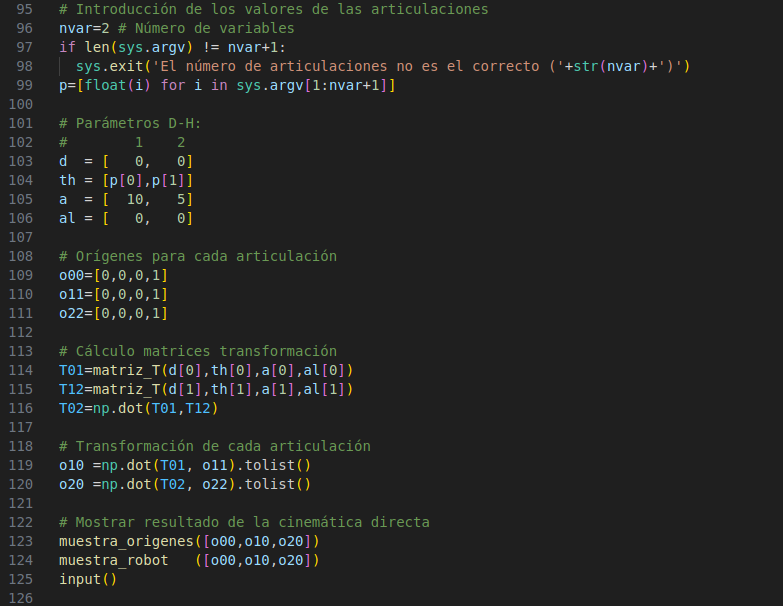 95 # Introducción de los valores de las articulaciones
96 nvar=2 # Número de variables
97 if len(sys.argv) != nvar+1:
98   sys.exit('El número de articulaciones no es el correcto ('+str(nvar)+')')
99 p=[float(i) for i in sys.argv[1:nvar+1]]
100
101 # Parámetros D-H:
102 #        1    2
103 d  = [   0,   0]
104 th = [p[0],p[1]]
105 a  = [  10,   5]
106 al = [   0,   0]
107
108 # Orígenes para cada articulación
109 o00=[0,0,0,1]
110 o11=[0,0,0,1]
111 o22=[0,0,0,1]
112
113 # Cálculo matrices transformación
114 T01=matriz_T(d[0],th[0],a[0],al[0])
115 T12=matriz_T(d[1],th[1],a[1],al[1])
116 T02=np.dot(T01,T12)
117
118 # Transformación de cada articulación
119 o10 =np.dot(T01, o11).tolist()
120 o20 =np.dot(T02, o22).tolist()
121
122 # Mostrar resultado de la cinemática directa
123 muestra_origenes([o00,o10,o20])
124 muestra_robot   ([o00,o10,o20])
125 input()
126